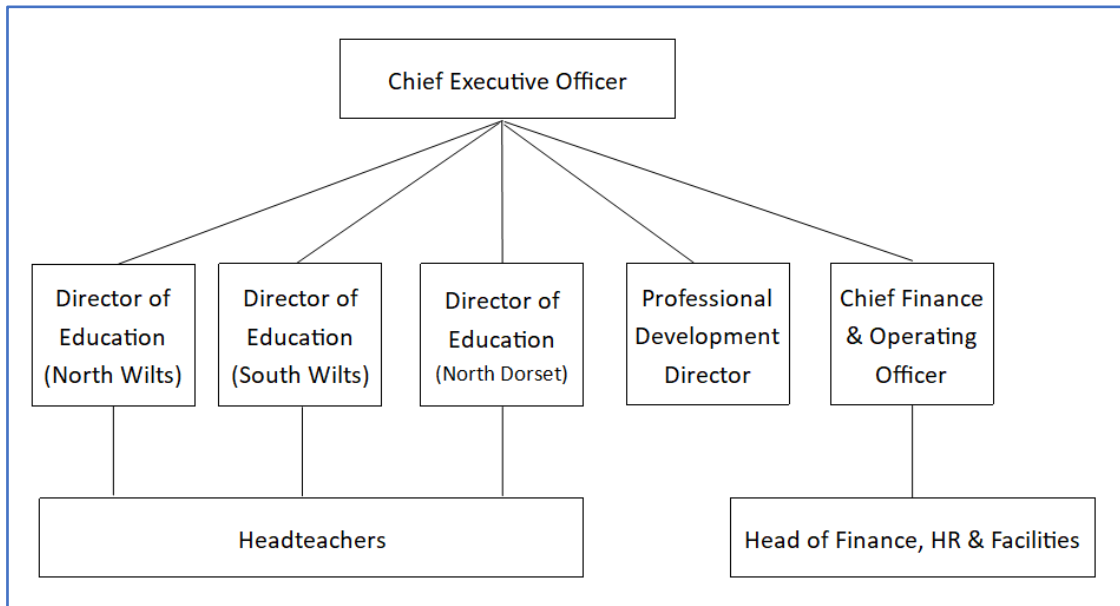 Chief Executive Officer
Director of
Education
(North Wilts)
Director of
Education
(South Wilts)
Director of
Education
(North Dorset)
Professional
Development
Director
Chief Finance
& Operating
Officer
Headteachers
Head of Finance, HR & Facilities